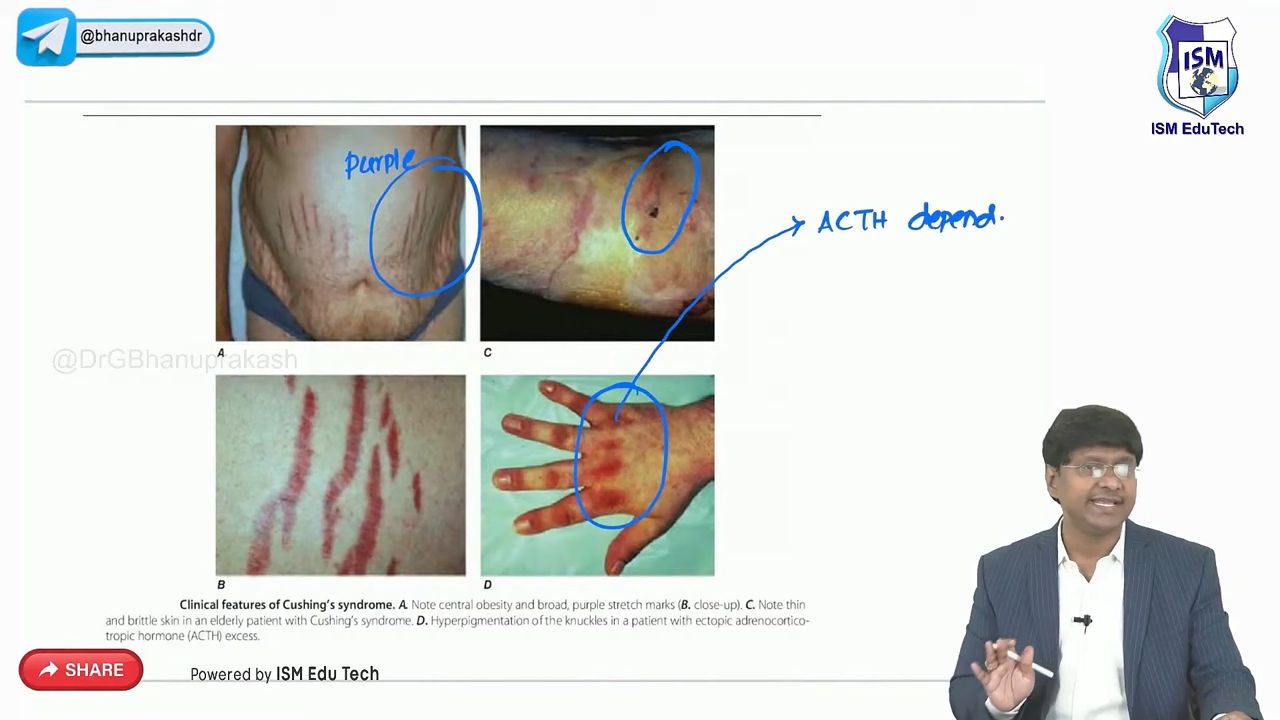 @bhanuprakashdr
ISM
ISM EduTech
purple
ACTH depend.
A
C
@DrGBhanuprakash
B
D
Clinical features of Cushing's syndrome. A. Note central obesity and broad, purple stretch marks (B. close-up). C. Note thin
and brittle skin in an elderly patient with Cushing's syndrome. D. Hyperpigmentation of the knuckles in a patient with ectopic adrenocortico-
tropic hormone (ACTH) excess.
SHARE
Powered by ISM Edu Tech